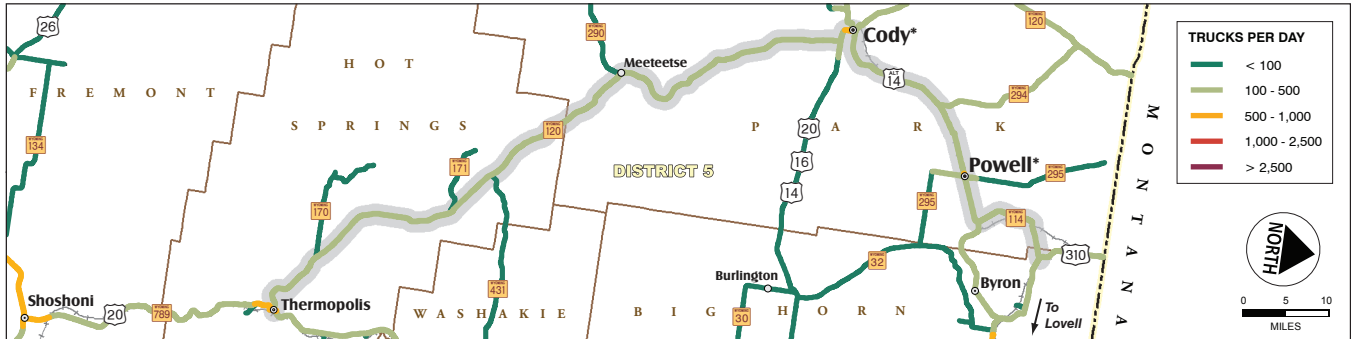 26
FREMONT
134
HOT
SPRINGS
290
Meeteetse
120
171
170
431
WASHAKIE
Shoshoni
20
789
Thermopolis
DISTRICT 5
Cody*
ALT
14
120
294
PARK
20
16
14
Powell*
295
295
114
310
32
Burlington
30
BIG HORN
Byron
To
Lovell
MONTANA
TRUCKS PER DAY
< 100
100 - 500
500 - 1,000
1,000 - 2,500
> 2,500
NORTH
0 5 10
MILES